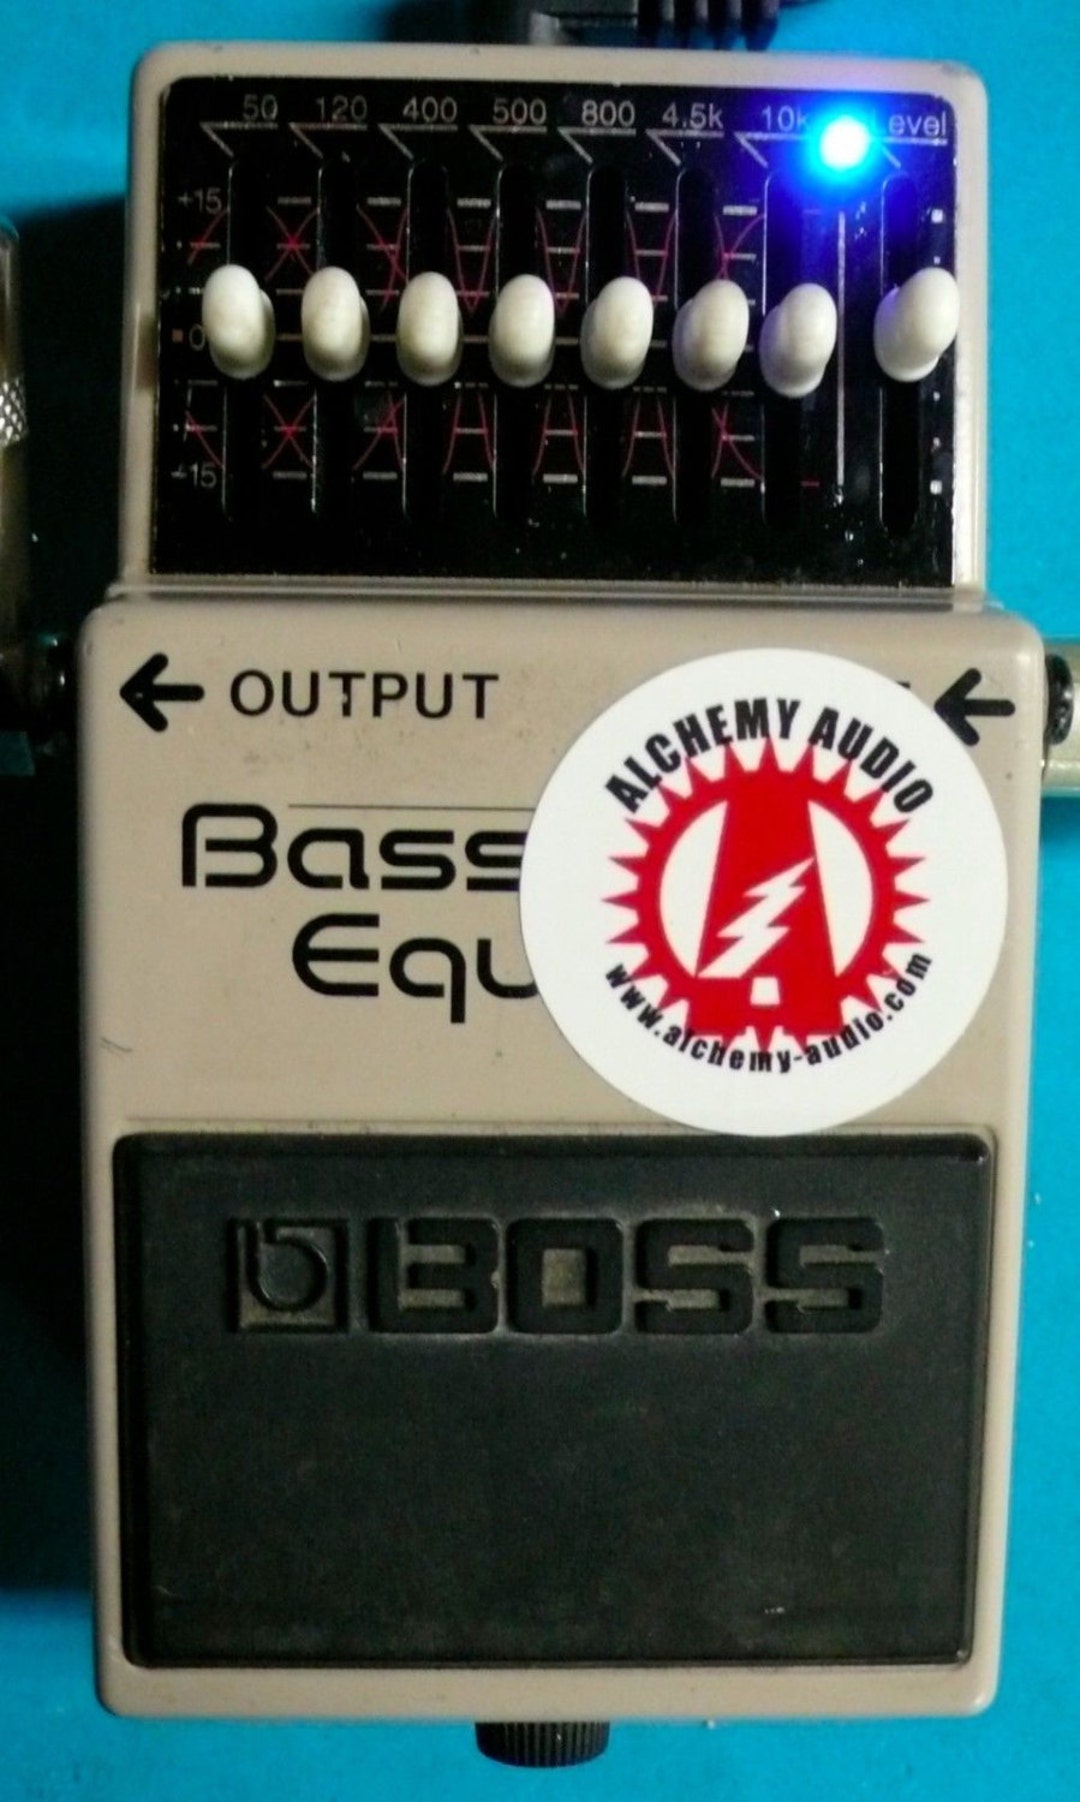 50 120 400 500 800 4.5k 10k Level
+15
0
-15
OUTPUT
ALCHEMY AUDIO
www.alchemy-audio.com
Bass
Equ
BOSS